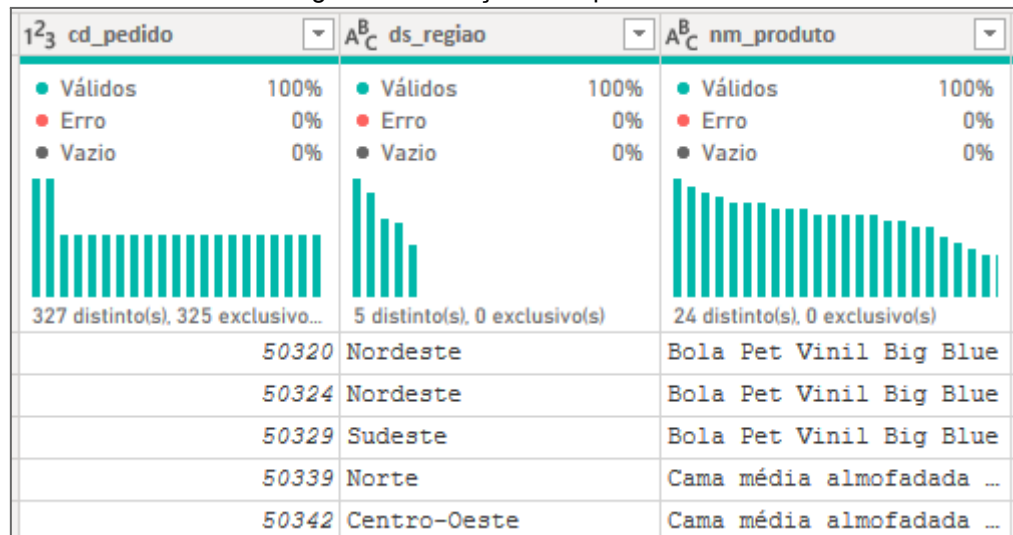 1²3 cd_pedido
ABC ds_regiao
ABC nm_produto
Válidos 100%
Erro 0%
Vazio 0%
327 distinto(s), 325 exclusivo...
Válidos 100%
Erro 0%
Vazio 0%
5 distinto(s), 0 exclusivo(s)
Válidos 100%
Erro 0%
Vazio 0%
24 distinto(s), 0 exclusivo(s)
50320 Nordeste Bola Pet Vinil Big Blue
50324 Nordeste Bola Pet Vinil Big Blue
50329 Sudeste Bola Pet Vinil Big Blue
50339 Norte Cama média almofadada …
50342 Centro-Oeste Cama média almofadada …